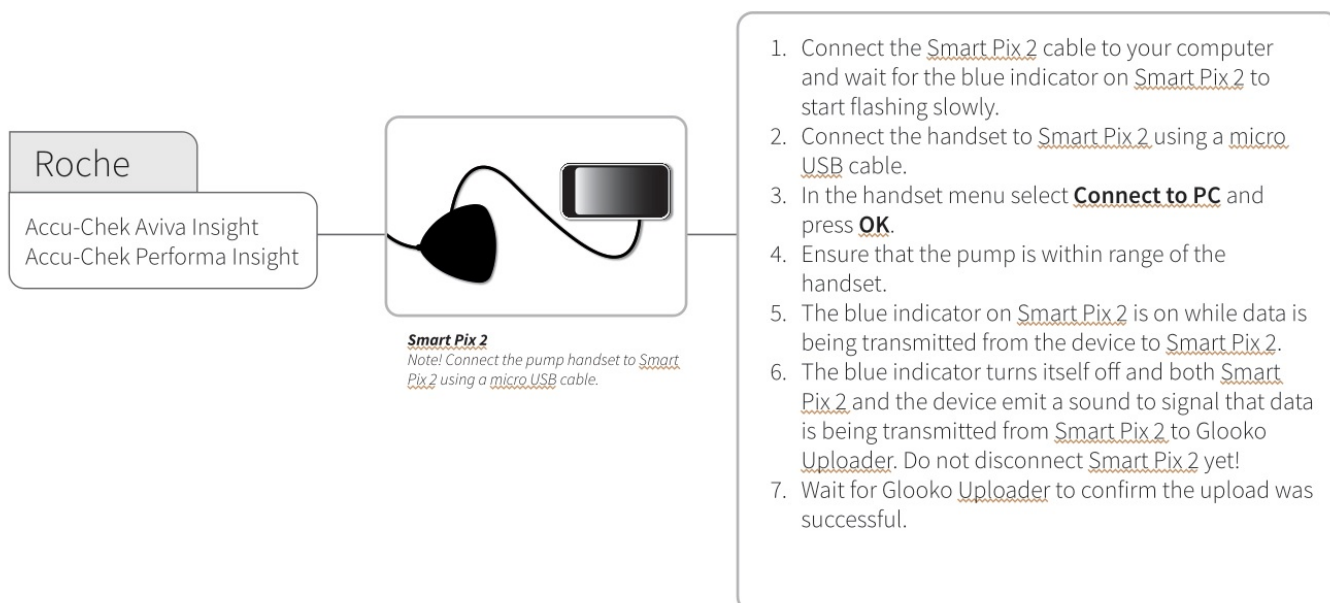 Roche
Accu-Chek Aviva Insight
Accu-Chek Performa Insight
Smart Pix 2
Note! Connect the pump handset to Smart
Pix 2 using a micro USB cable.
1. Connect the Smart Pix 2 cable to your computer
and wait for the blue indicator on Smart Pix 2 to
start flashing slowly.
2. Connect the handset to Smart Pix 2 using a micro
USB cable.
3. In the handset menu select Connect to PC and
press OK.
4. Ensure that the pump is within range of the
handset.
5. The blue indicator on Smart Pix 2 is on while data is
being transmitted from the device to Smart Pix 2.
6. The blue indicator turns itself off and both Smart
Pix 2 and the device emit a sound to signal that data
is being transmitted from Smart Pix 2 to Glooko
Uploader. Do not disconnect Smart Pix 2 yet!
7. Wait for Glooko Uploader to confirm the upload was
successful.